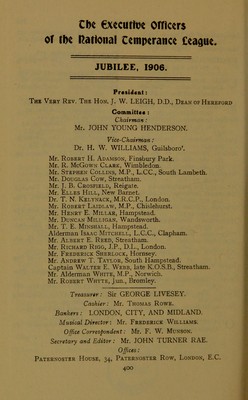 The Executive Officers
of the National Temperance League.
JUBILEE, 1906.
President:
The Very Rev. The Hon. J. W. LEIGH, D.D., Dean of Hereford
Committee:
Chairman:
Mr. JOHN YOUNG HENDERSON.
Vice-Chairman:
Dr. H. W. WILLIAMS, Guilsboro'.
Mr. Robert H. Adamson, Finsbury Park.
Mr. R. McGown Clark, Wimbledon.
Mr. Stephen Collins, M.P., L.CC., South Lambeth.
Mr. Douglas Cow, Streatham.
Mr. J. B. Crosfield, Reigate.
Mr. Elles Hill, New Barnet.
Dr. T. N. Kelynack, M.R.C.P., London.
Mr. Robert Laidlaw, M.P., Chislehurst.
Mr. Henry E. Millar, Hampstead.
Mr. Duncan Milligan, Wandsworth.
Mr. T. E. Minshall, Hampstead.
Alderman Isaac Mitchell, L.C.C., Clapham.
Mr. Albert E. Rees, Streatham.
Mr. Richard Rigg, J.P., D.L., London.
Mr. Frederick Sherlock, Hornsey.
Mr. Andrew T. Taylor, South Hampstead.
Captain Walter E. Webb, late K.O.S.B., Streatham.
Mr. Alderman White, M.P., Norwich.
Mr. Robert Whyte, jun., Bromley.
Treasurer: Sir GEORGE LIVESEY.
Cashier: Mr. Thomas Rowe.
Bankers: LONDON, CITY, AND MIDLAND.
Musical Director: Mr. Frederick Williams.
Office Correspondent: Mr. F. W. Munson.
Secretary and Editor: Mr. JOHN TURNER RAE.
Offices:
Paternoster House, 34, Paternoster Row, London, E.C.
400